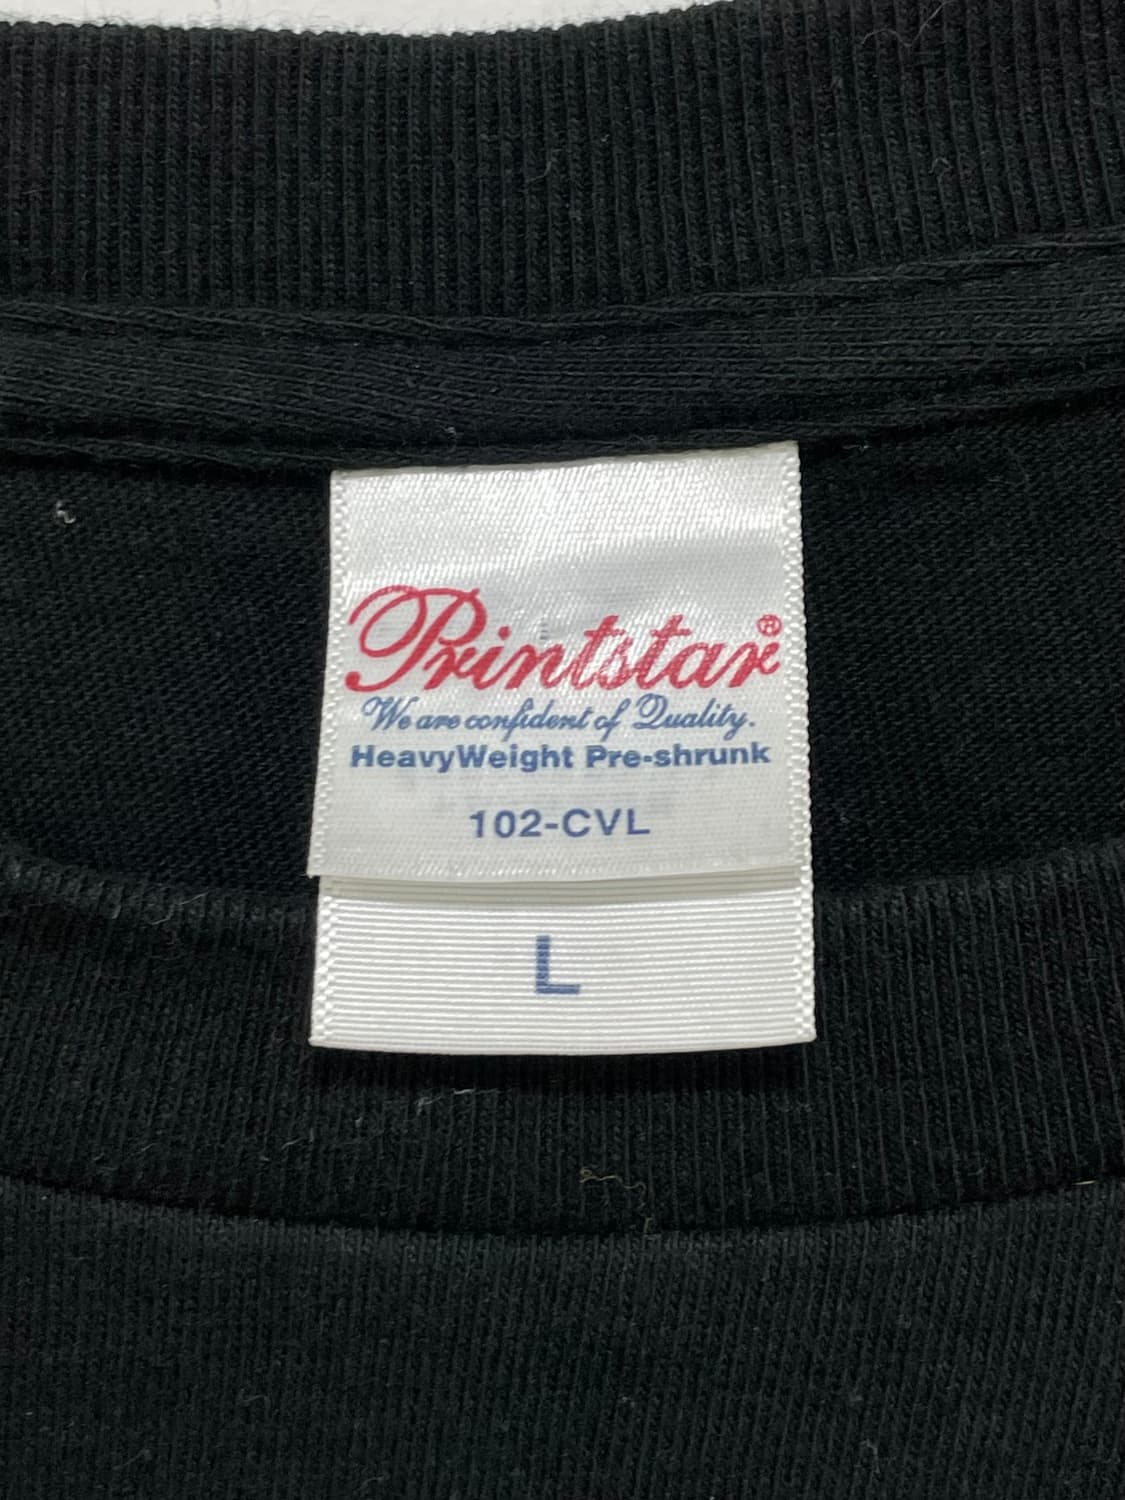 Printstar®
We are confident of Quality.
HeavyWeight Pre-shrunk
102-CVL
L